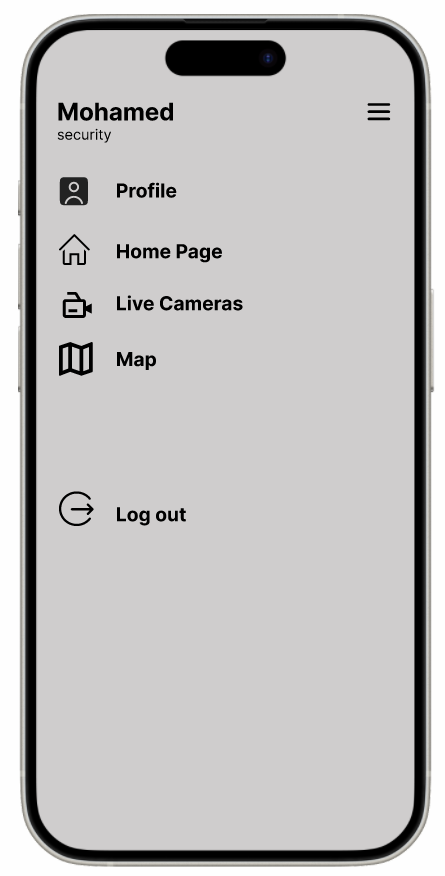 Mohamed
security
Profile
Home Page
Live Cameras
Map
Log out